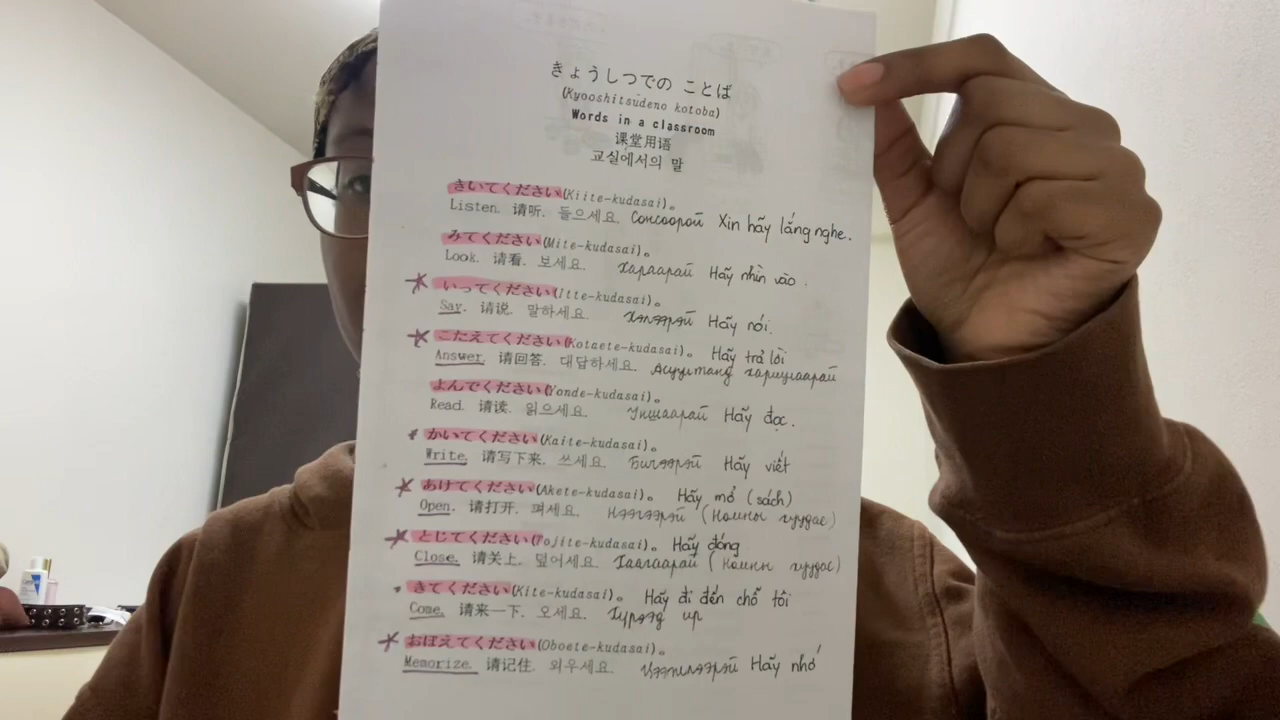 きょうしつでの ことば
(Kyooshitsudeno kotoba)
Words in a classroom
课堂用语
교실에서의 말
きいてください(Kiite-kudasai)。
Listen. 请听. 들으세요. Сонсоорой Xin hãy lắng nghe.
みてください(Mite-kudasai)。
Look. 请看. 보세요. Хараарай Hãy nhìn vào.
いってください(Itte-kudasai)。
Say. 请说. 말하세요. Хэлээрэй Hãy nói.
こたえてください(Kotaete-kudasai)。 Hãy trả lời
Answer. 请回答. 대답하세요. Асуултанд хариулаарай
よんでください(Yonde-kudasai)。
Read. 请读. 읽으세요. Уншаарай Hãy đọc.
かいてください(Kaite-kudasai)。
Write. 请写下来. 쓰세요. Бичээрэй Hãy viết
あけてください(Akete-kudasai)。 Hãy mở (sách)
Open. 请打开. 펴세요. Нээгээрэй (Номны хуудас)
とじてください(Tojite-kudasai)。 Hãy đóng
Close. 请关上. 덮어세요. Хаагаарай (Номны хуудас)
きてください(Kite-kudasai)。 Hãy đi đến chỗ tôi
Come. 请来一下. 오세요. ир
おぼえてください(Oboete-kudasai)。
Memorize. 请记住. 외우세요. Цээжлээрэй Hãy nhớ